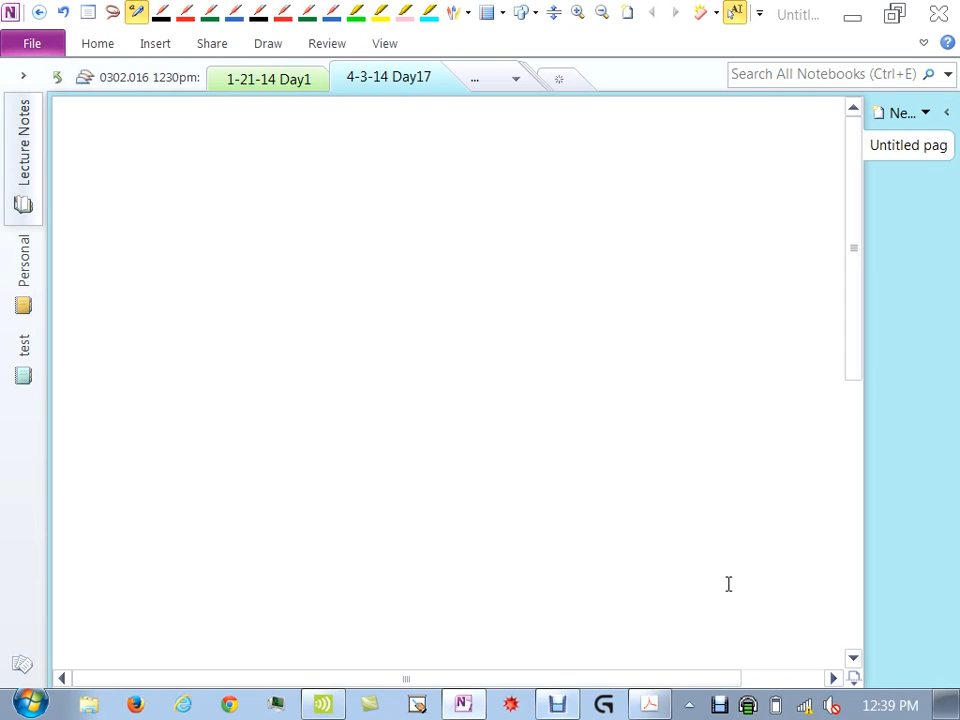 Untitl...
File Home Insert Share Draw Review View
0302.016 1230pm: 1-21-14 Day1 4-3-14 Day17 ... Search All Notebooks (Ctrl+E)
Ne...
Untitled pag
Lecture Notes
Personal
test
12:39 PM